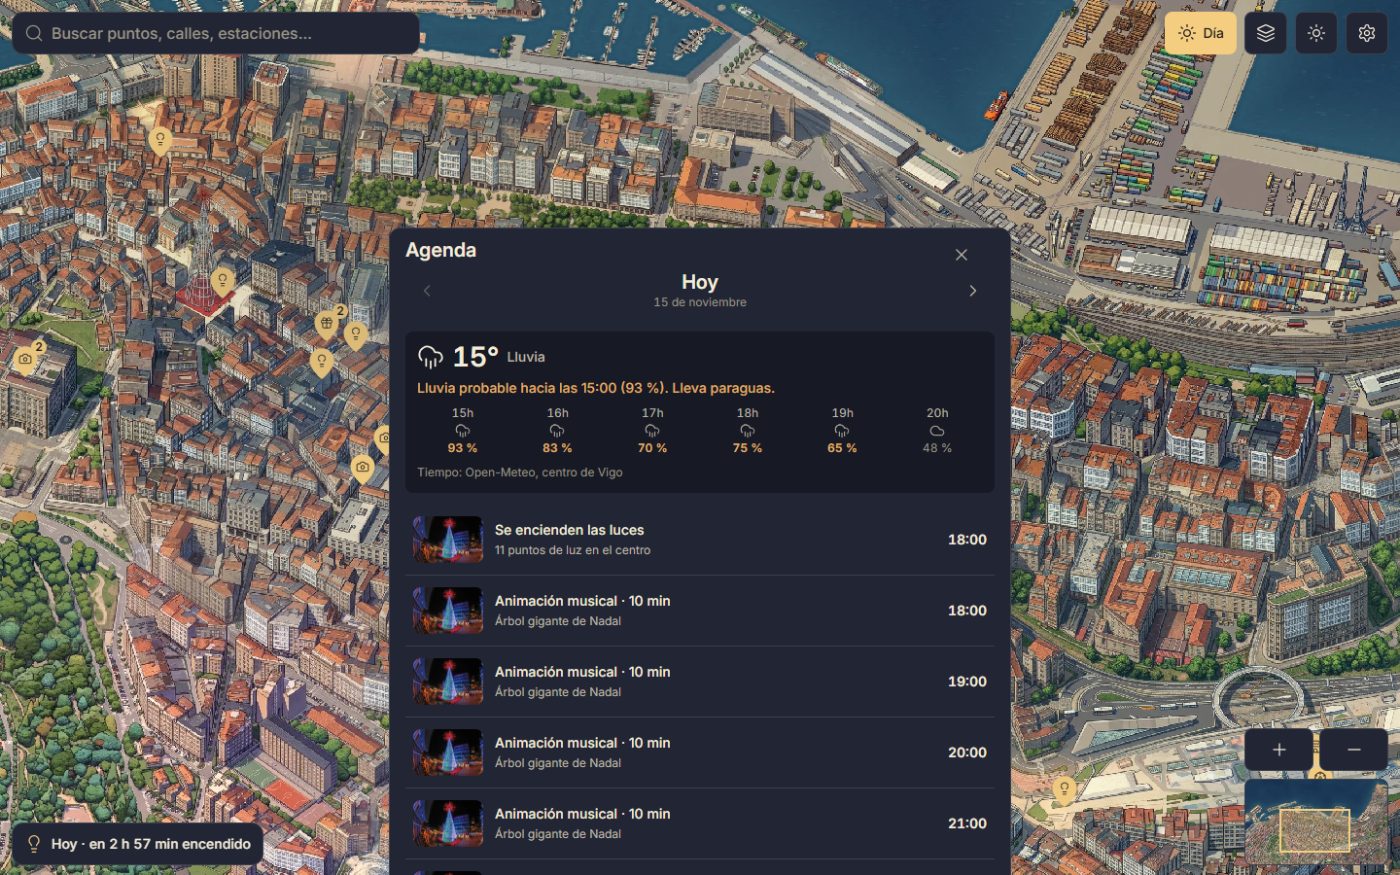 Buscar puntos, calles, estaciones...
Día
2
2
Agenda
Hoy
15 de noviembre
15° Lluvia
Lluvia probable hacia las 15:00 (93 %). Lleva paraguas.
15h 16h 17h 18h 19h 20h
93 % 83 % 70 % 75 % 65 % 48 %
Tiempo: Open-Meteo, centro de Vigo
Se encienden las luces
11 puntos de luz en el centro
18:00
Animación musical · 10 min
Árbol gigante de Nadal
18:00
Animación musical · 10 min
Árbol gigante de Nadal
19:00
Animación musical · 10 min
Árbol gigante de Nadal
20:00
Animación musical · 10 min
Árbol gigante de Nadal
21:00
Hoy · en 2 h 57 min encendido